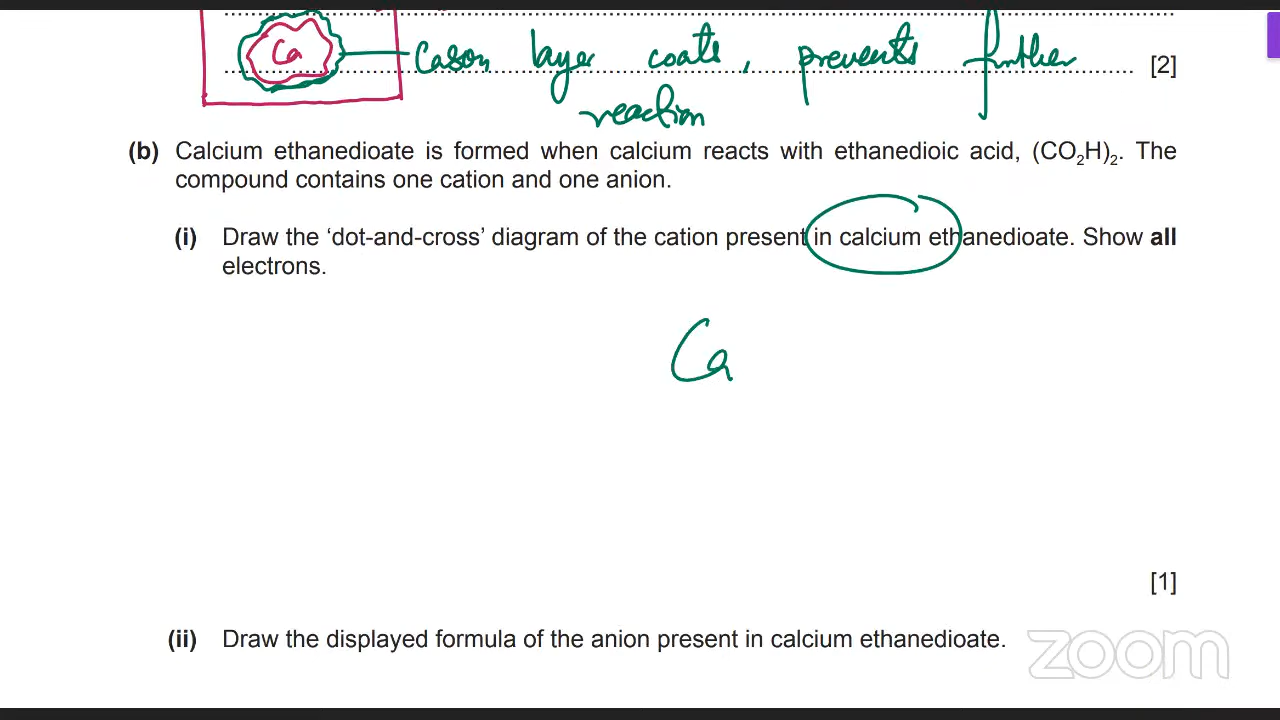 Ca CaSO4 layer coats, prevents further [2]
reaction
(b) Calcium ethanedioate is formed when calcium reacts with ethanedioic acid, (CO₂H)₂. The
compound contains one cation and one anion.
(i) Draw the ‘dot-and-cross’ diagram of the cation present in calcium ethanedioate. Show all
electrons.
Ca
[1]
(ii) Draw the displayed formula of the anion present in calcium ethanedioate.
zoom